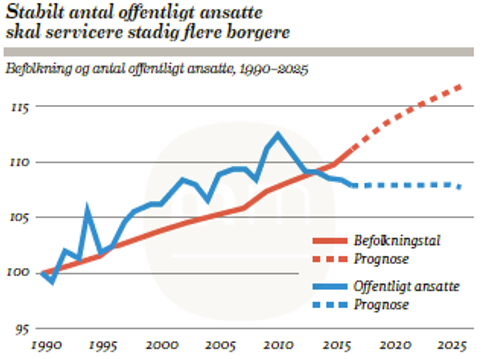 Stabilt antal offentligt ansatte
skal servicere stadig flere borgere
Befolkning og antal offentligt ansatte, 1990–2025
115
110
105
100
95
Befolkningstal
Prognose
Offentligt ansatte
Prognose
1990 1995 2000 2005 2010 2015 2020 2025